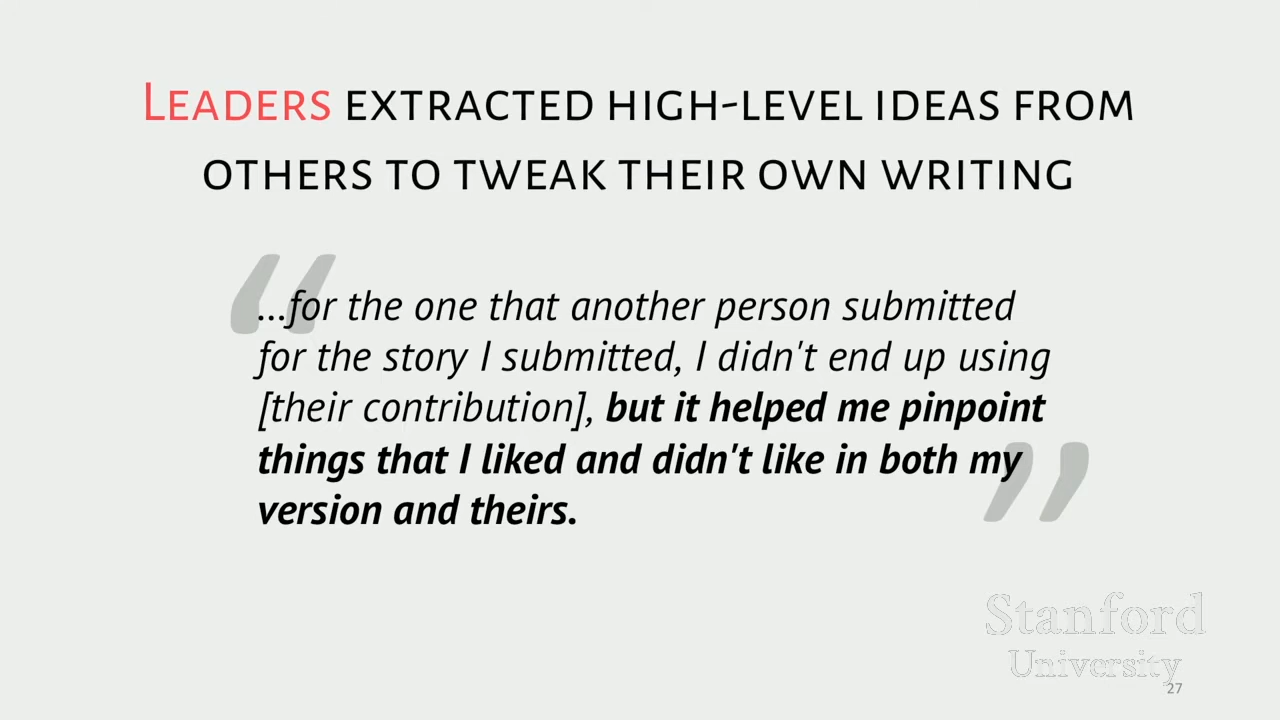 Leaders extracted high-level ideas from
others to tweak their own writing
“
...for the one that another person submitted
for the story I submitted, I didn't end up using
[their contribution], but it helped me pinpoint
things that I liked and didn't like in both my
version and theirs.
”
Stanford
University
27